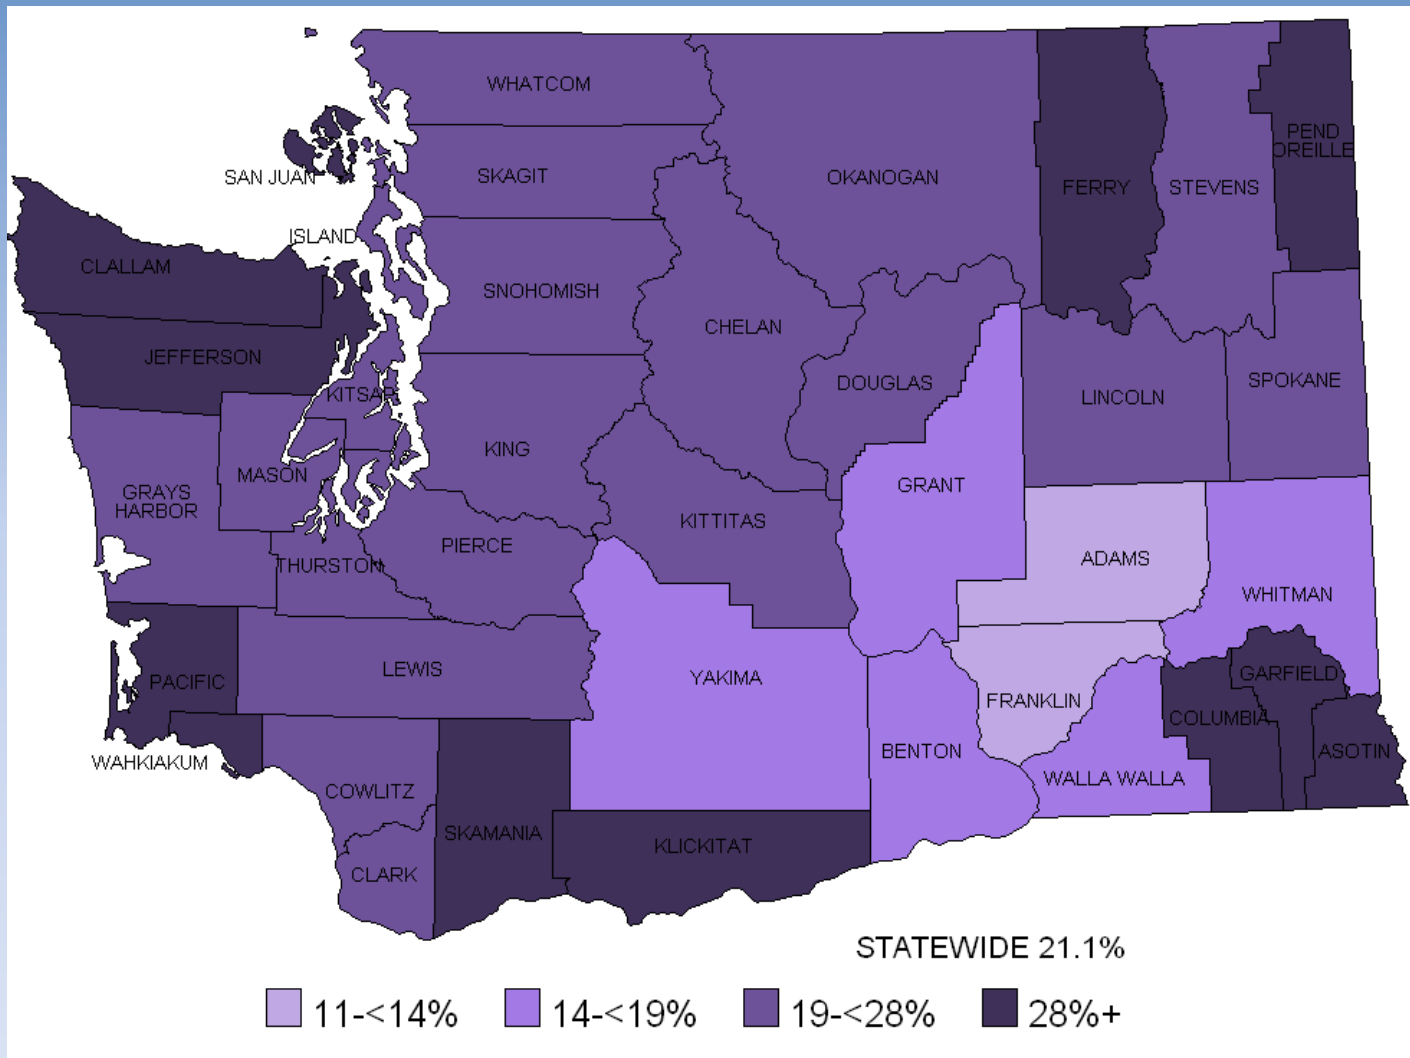 WHATCOM
PEND
OREILLE
SAN JUAN
SKAGIT
OKANOGAN
FERRY
STEVENS
ISLAND
CLALLAM
SNOHOMISH
CHELAN
JEFFERSON
KITSAP
DOUGLAS
LINCOLN
SPOKANE
KING
MASON
GRAYS
HARBOR
GRANT
KITTITAS
PIERCE
THURSTON
ADAMS
WHITMAN
LEWIS
YAKIMA
PACIFIC
FRANKLIN
GARFIELD
COLUMBIA
ASOTIN
BENTON
WALLA WALLA
WAHKIAKUM
COWLITZ
SKAMANIA
KLICKITAT
CLARK
STATEWIDE 21.1%
11-<14% 14-<19% 19-<28% 28%+